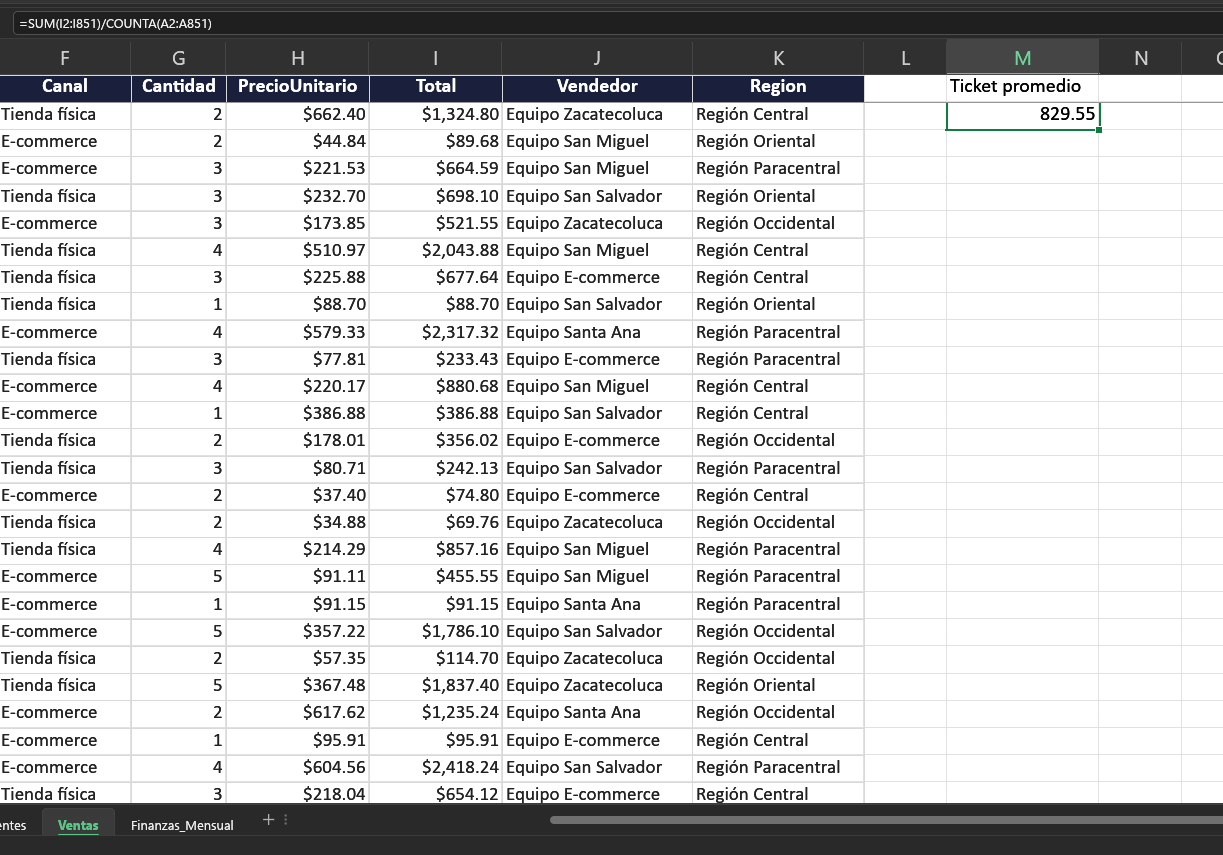 =SUM(I2:I851)/COUNTA(A2:A851)
F G H I J K L M N
Canal Cantidad PrecioUnitario Total Vendedor Region Ticket promedio
Tienda física 2 $662.40 $1,324.80 Equipo Zacatecoluca Región Central 829.55
E-commerce 2 $44.84 $89.68 Equipo San Miguel Región Oriental
E-commerce 3 $221.53 $664.59 Equipo San Miguel Región Paracentral
Tienda física 3 $232.70 $698.10 Equipo San Salvador Región Oriental
E-commerce 3 $173.85 $521.55 Equipo Zacatecoluca Región Occidental
Tienda física 4 $510.97 $2,043.88 Equipo San Miguel Región Central
Tienda física 3 $225.88 $677.64 Equipo E-commerce Región Central
Tienda física 1 $88.70 $88.70 Equipo San Salvador Región Oriental
E-commerce 4 $579.33 $2,317.32 Equipo Santa Ana Región Paracentral
Tienda física 3 $77.81 $233.43 Equipo E-commerce Región Paracentral
E-commerce 4 $220.17 $880.68 Equipo San Miguel Región Central
E-commerce 1 $386.88 $386.88 Equipo San Salvador Región Central
Tienda física 2 $178.01 $356.02 Equipo E-commerce Región Occidental
Tienda física 3 $80.71 $242.13 Equipo San Salvador Región Paracentral
E-commerce 2 $37.40 $74.80 Equipo E-commerce Región Central
Tienda física 2 $34.88 $69.76 Equipo Zacatecoluca Región Occidental
Tienda física 4 $214.29 $857.16 Equipo San Miguel Región Paracentral
E-commerce 5 $91.11 $455.55 Equipo San Miguel Región Paracentral
E-commerce 1 $91.15 $91.15 Equipo Santa Ana Región Paracentral
E-commerce 5 $357.22 $1,786.10 Equipo San Salvador Región Occidental
Tienda física 2 $57.35 $114.70 Equipo Zacatecoluca Región Occidental
Tienda física 5 $367.48 $1,837.40 Equipo Zacatecoluca Región Oriental
E-commerce 2 $617.62 $1,235.24 Equipo Santa Ana Región Occidental
E-commerce 1 $95.91 $95.91 Equipo E-commerce Región Central
E-commerce 4 $604.56 $2,418.24 Equipo San Salvador Región Paracentral
Tienda física 3 $218.04 $654.12 Equipo E-commerce Región Central
entes Ventas Finanzas_Mensual +